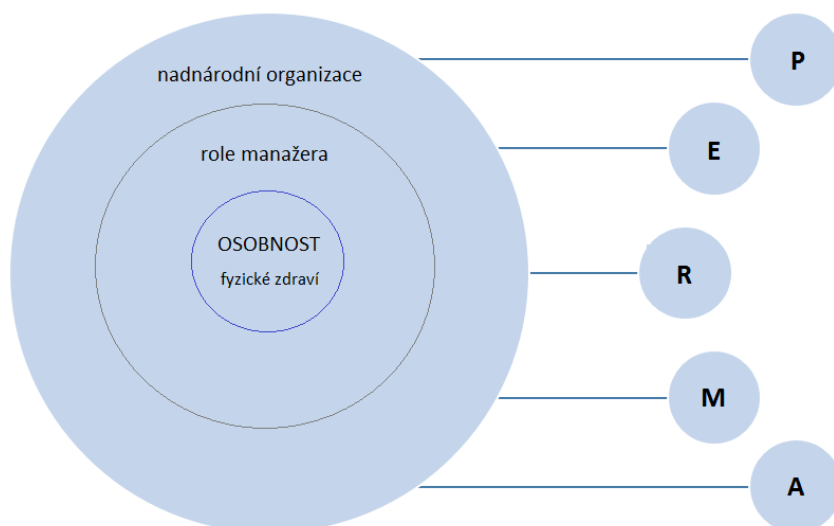 nadnárodní organizace
role manažera
OSOBNOST
fyzické zdraví
P
E
R
M
A